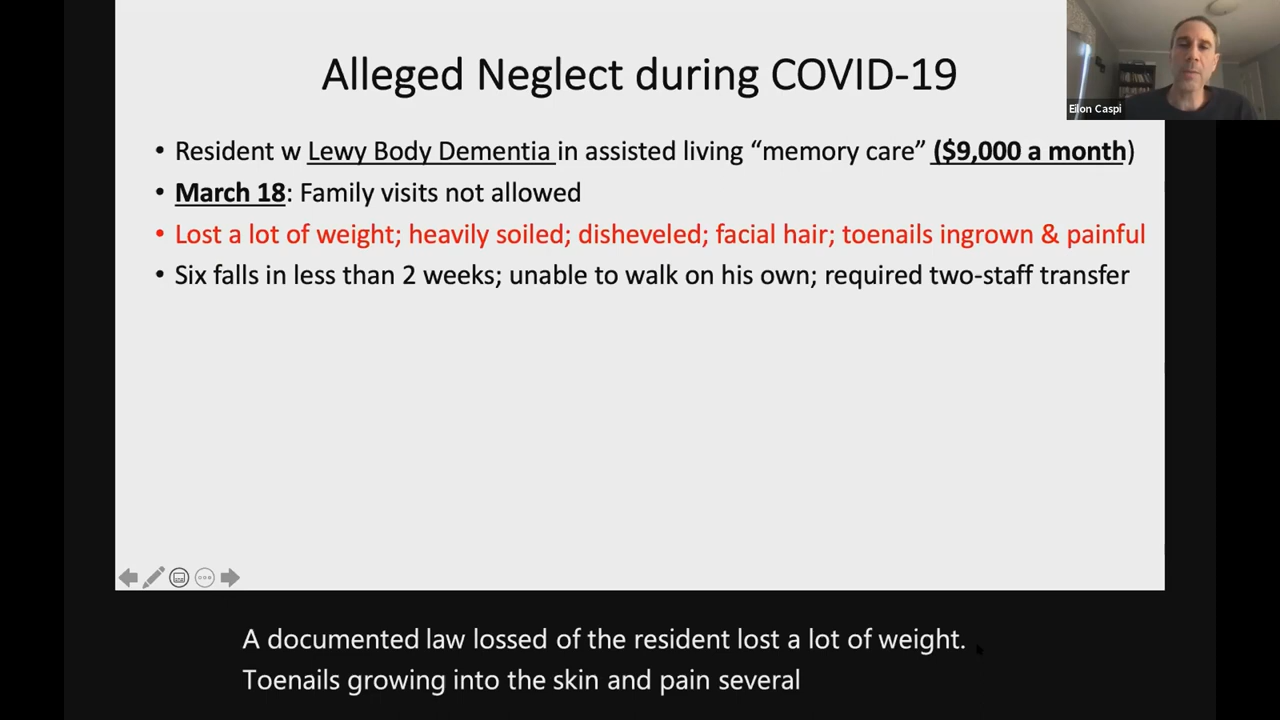 Alleged Neglect during COVID-19
Eilon Caspi
• Resident w Lewy Body Dementia in assisted living “memory care” ($9,000 a month)
• March 18: Family visits not allowed
• Lost a lot of weight; heavily soiled; disheveled; facial hair; toenails ingrown & painful
• Six falls in less than 2 weeks; unable to walk on his own; required two-staff transfer
A documented law lossed of the resident lost a lot of weight.
Toenails growing into the skin and pain several